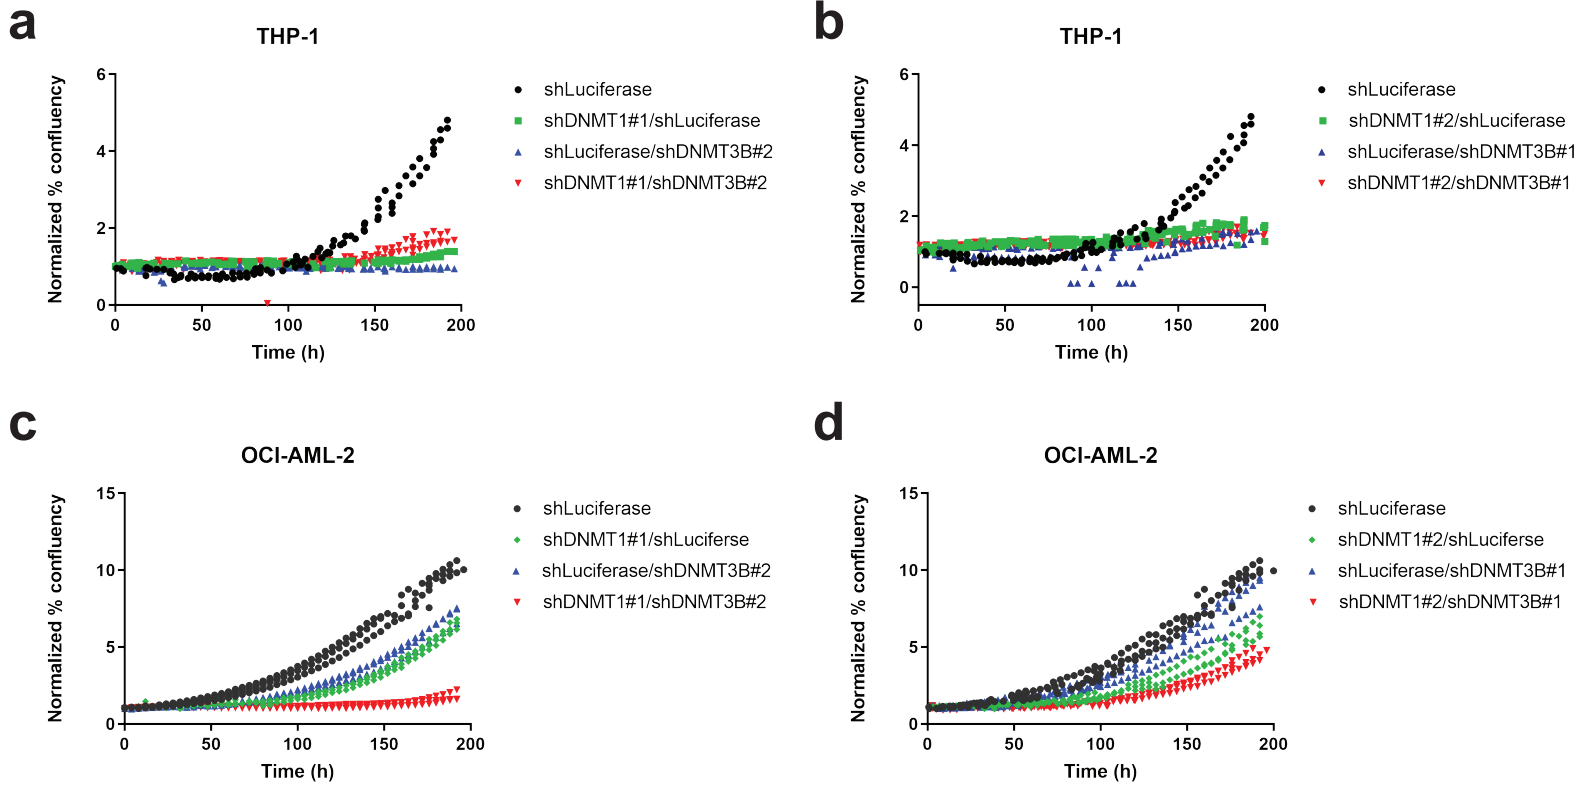 a
THP-1
Normalized % confluency
6
4
2
0
0 50 100 150 200
Time (h)
shLuciferase
shDNMT1#1/shLuciferase
shLuciferase/shDNMT3B#2
shDNMT1#1/shDNMT3B#2
b
THP-1
Normalized % confluency
6
4
2
0
0 50 100 150 200
Time (h)
shLuciferase
shDNMT1#2/shLuciferase
shLuciferase/shDNMT3B#1
shDNMT1#2/shDNMT3B#1
c
OCI-AML-2
Normalized % confluency
15
10
5
0
0 50 100 150 200
Time (h)
shLuciferase
shDNMT1#1/shLuciferse
shLuciferase/shDNMT3B#2
shDNMT1#1/shDNMT3B#2
d
OCI-AML-2
Normalized % confluency
15
10
5
0
0 50 100 150 200
Time (h)
shLuciferase
shDNMT1#2/shLuciferse
shLuciferase/shDNMT3B#1
shDNMT1#2/shDNMT3B#1